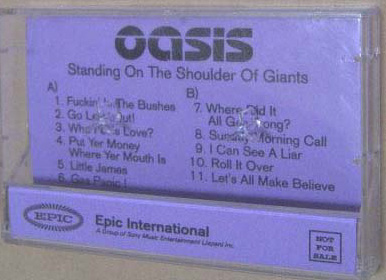 oasis
Standing On The Shoulder Of Giants
A)
1. Fuckin' In The Bushes
2. Go Let It Out!
3. Who Feels Love?
4. Put Yer Money
Where Yer Mouth Is
5. Little James
6. Gas Panic!
B)
7. Where Did It
All Go Wrong?
8. Sunday Morning Call
9. I Can See A Liar
10. Roll It Over
11. Let's All Make Believe
EPIC
Epic International
A Group of Sony Music Entertainment
NOT
FOR
SALE